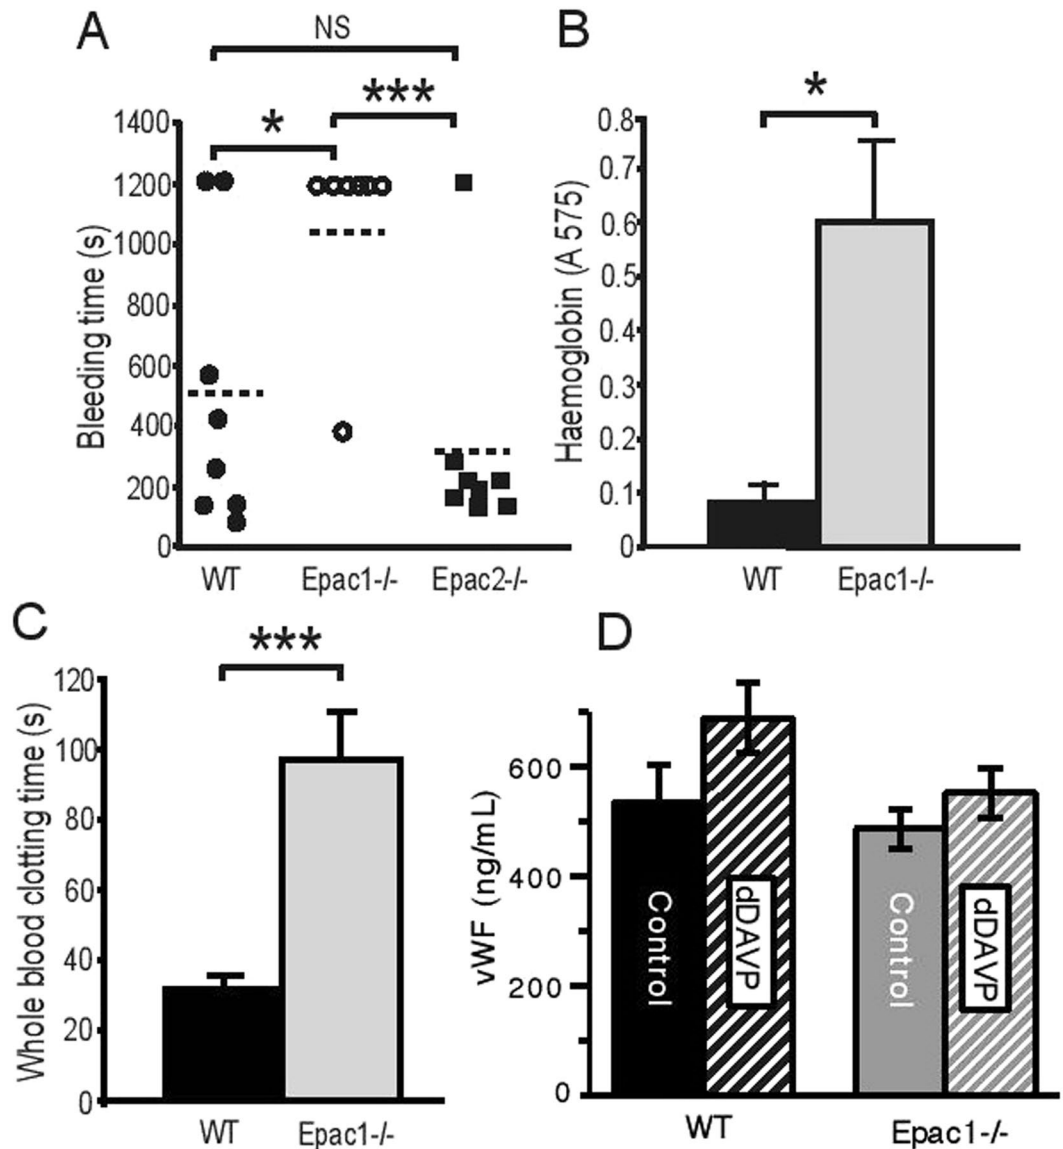 A
NS
*
***
1400
1200
1000
800
600
400
200
0
Bleeding time (s)
WT
Epac1-/-
Epac2-/-
B
*
0.8
0.7
0.6
0.5
0.4
0.3
0.2
0.1
0
Haemoglobin (A 575)
WT
Epac1-/-
C
***
120
100
80
60
40
20
0
Whole blood clotting time (s)
WT
Epac1-/-
D
600
400
200
0
vWF (ng/mL)
Control
dDAVP
Control
dDAVP
WT
Epac1-/-